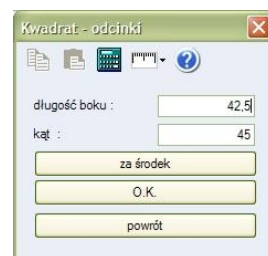 Kwadrat - odcinki
długość boku : 42,5
kąt : 45
za środek
O.K.
powrót